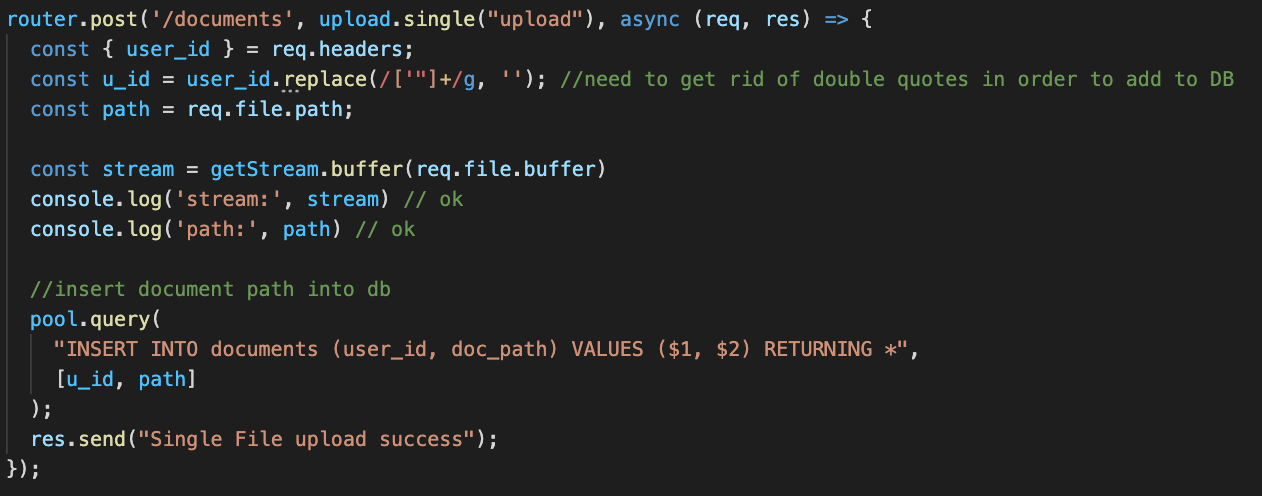 router.post('/documents', upload.single("upload"), async (req, res) => {
  const { user_id } = req.headers;
  const u_id = user_id.replace(/['"]+/g, ''); //need to get rid of double quotes in order to add to DB
  const path = req.file.path;

  const stream = getStream.buffer(req.file.buffer)
  console.log('stream:', stream) // ok
  console.log('path:', path) // ok

  //insert document path into db
  pool.query(
    "INSERT INTO documents (user_id, doc_path) VALUES ($1, $2) RETURNING *",
    [u_id, path]
  );
  res.send("Single File upload success");
});